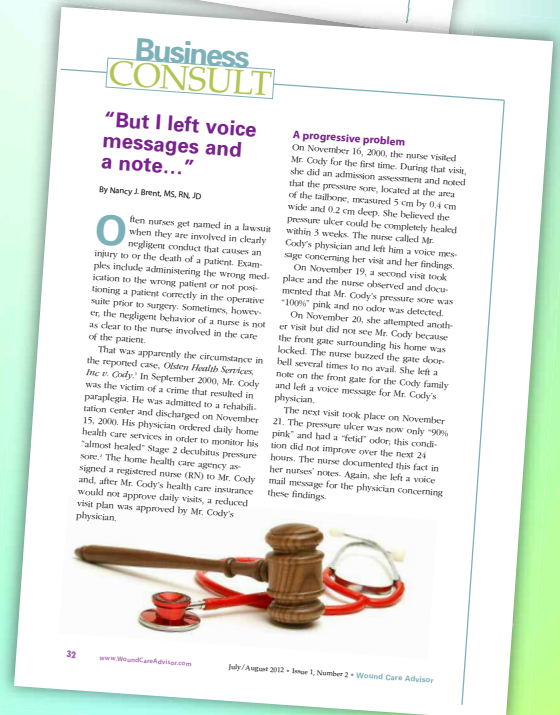 Business
CONSULT
"But I left voice
messages and
a note…"
By Nancy J. Brent, MS, RN, JD
Often nurses get named in a lawsuit
when they are involved in clearly
negligent conduct that causes an
injury to or the death of a patient. Exam-
ples include administering the wrong med-
ication to the wrong patient or not posi-
tioning a patient correctly in the operative
suite prior to surgery. Sometimes, howev-
er, the negligent behavior of a nurse is not
as clear to the nurse involved in the care
of the patient.
That was apparently the circumstance in
the reported case, Olsten Health Services,
Inc v. Cody.¹ In September 2000, Mr. Cody
was the victim of a crime that resulted in
paraplegia. He was admitted to a rehabili-
tation center and discharged on November
15, 2000. His physician ordered daily home
health care services in order to monitor his
"almost healed" Stage 2 decubitus pressure
sore.² The home health care agency as-
signed a registered nurse (RN) to Mr. Cody
and, after Mr. Cody's health care insurance
would not approve daily visits, a reduced
visit plan was approved by Mr. Cody's
physician.
A progressive problem
On November 16, 2000, the nurse visited
Mr. Cody for the first time. During that visit,
she did an admission assessment and noted
that the pressure sore, located at the area
of the tailbone, measured 5 cm by 0.4 cm
wide and 0.2 cm deep. She believed the
pressure ulcer could be completely healed
within 3 weeks. The nurse called Mr.
Cody's physician and left him a voice mes-
sage concerning her visit and her findings.
On November 19, a second visit took
place and the nurse observed and docu-
mented that Mr. Cody's pressure sore was
"100%" pink and no odor was detected.
On November 20, she attempted anoth-
er visit but did not see Mr. Cody because
the front gate surrounding his home was
locked. The nurse buzzed the gate door-
bell several times to no avail. She left a
note on the front gate for the Cody family
and left a voice message for Mr. Cody's
physician.
The next visit took place on November
21. The pressure ulcer was now only "90%
pink" and had a "fetid" odor; this condi-
tion did not improve over the next 24
hours. The nurse documented this fact in
her nurses' notes. Again, she left a voice
mail message for the physician concerning
these findings.
32 www.WoundCareAdvisor.com July/August 2012 • Issue 1, Number 2 • Wound Care Advisor